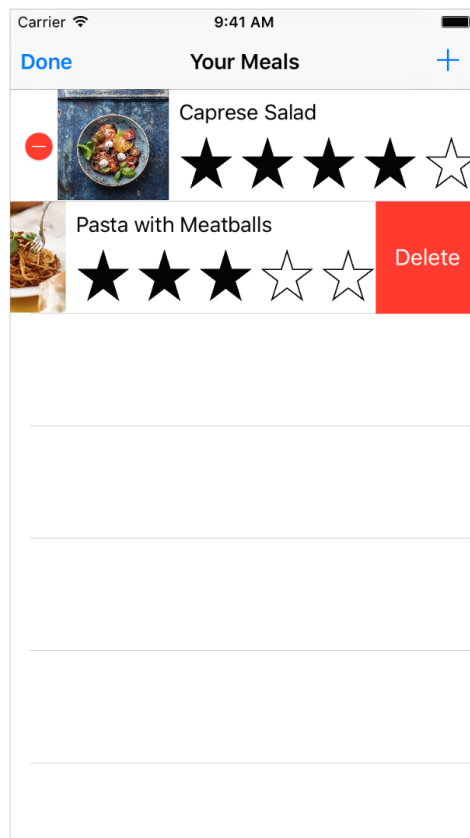 Carrier 9:41 AM
Done Your Meals +
Caprese Salad
Pasta with Meatballs
Delete